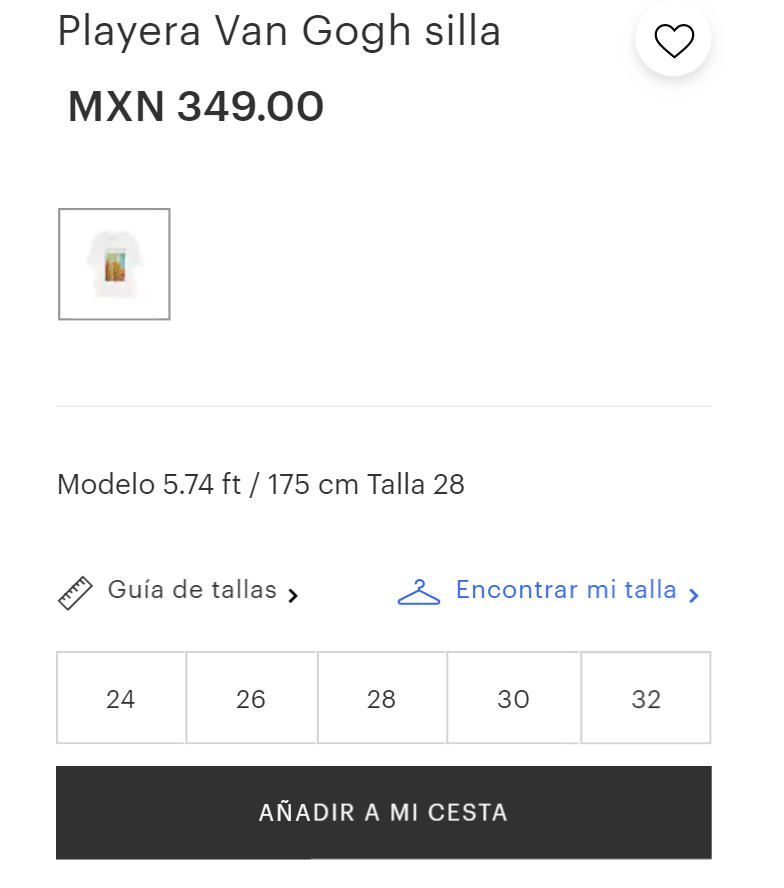 Playera Van Gogh silla
MXN 349.00
Modelo 5.74 ft / 175 cm Talla 28
Guía de tallas
Encontrar mi talla
24 26 28 30 32
AÑADIR A MI CESTA